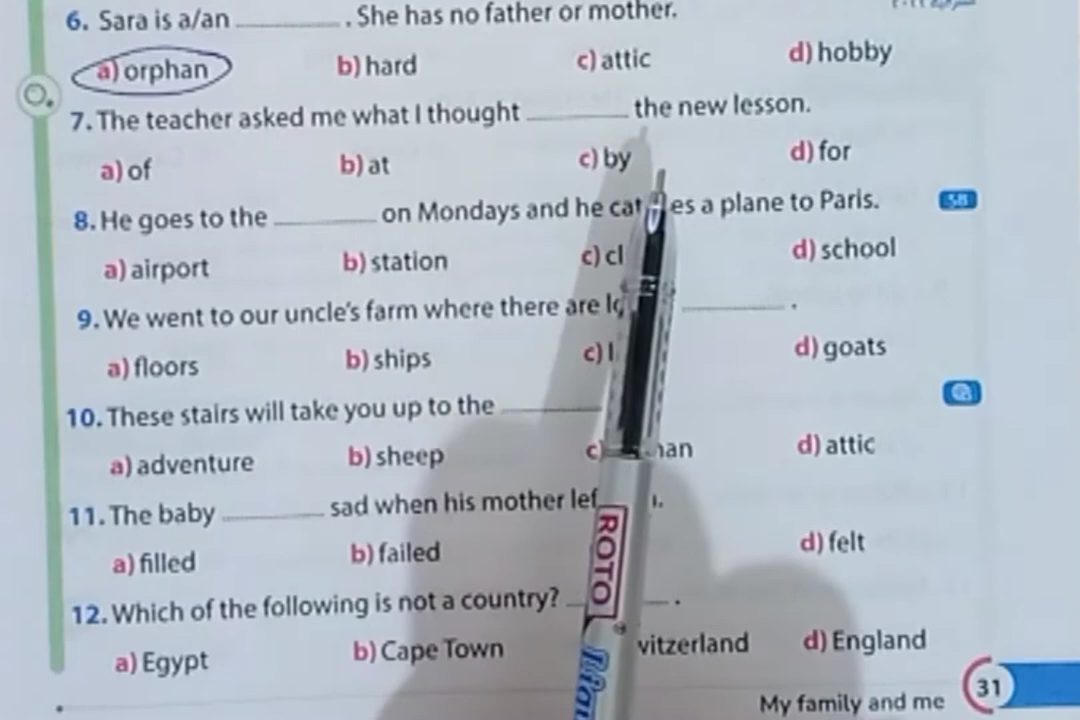 6. Sara is a/an ________. She has no father or mother.
a) orphan b) hard c) attic d) hobby
7. The teacher asked me what I thought ________ the new lesson.
a) of b) at c) by d) for
8. He goes to the ________ on Mondays and he cat es a plane to Paris. SB
a) airport b) station c) cl d) school
9. We went to our uncle's farm where there are lo ________.
a) floors b) ships c) l d) goats
10. These stairs will take you up to the ________
a) adventure b) sheep c) han d) attic
11. The baby ________ sad when his mother lef
a) filled b) failed d) felt
12. Which of the following is not a country? ________.
a) Egypt b) Cape Town vitzerland d) England
My family and me 31
ROTO